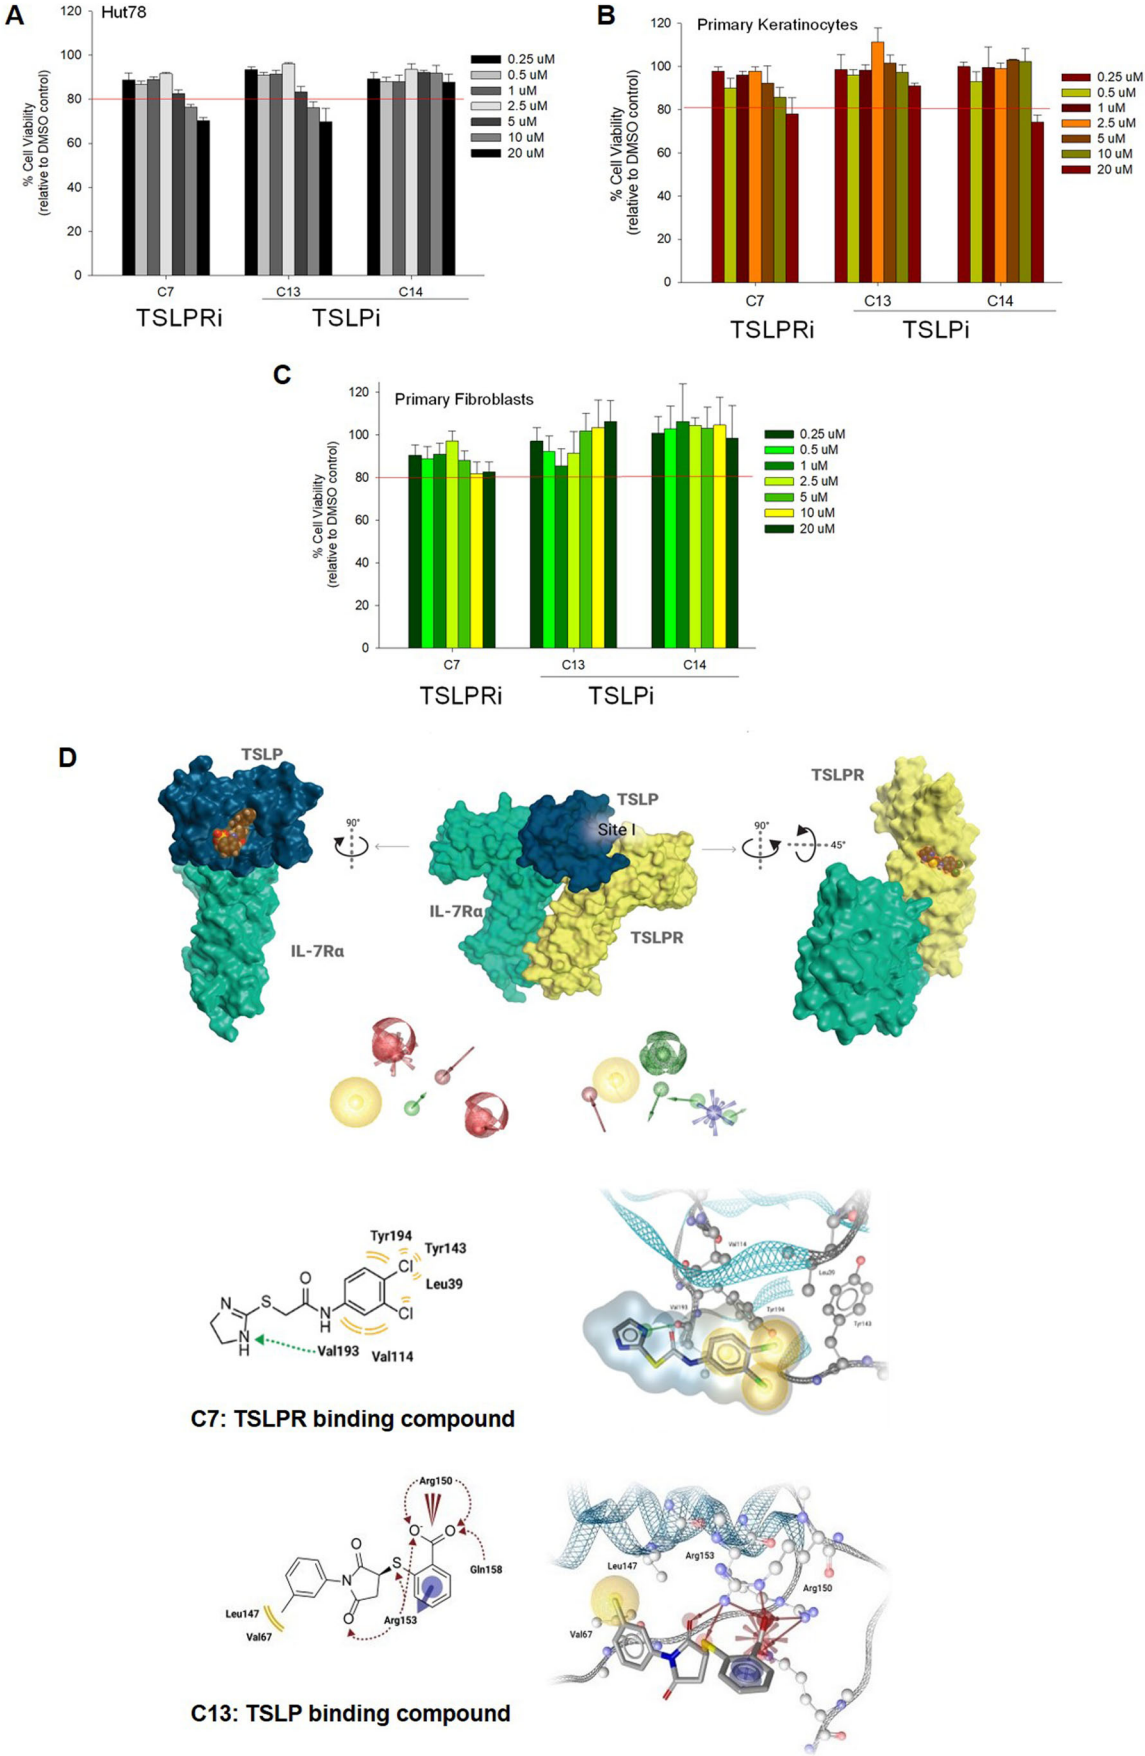 A
Hut78
% Cell Viability
(relative to DMSO control)
120
100
80
60
40
20
0
C7
C13
C14
TSLPRi
TSLPi
0.25 uM
0.5 uM
1 uM
2.5 uM
5 uM
10 uM
20 uM
B
Primary Keratinocytes
% Cell Viability
(relative to DMSO control)
120
100
80
60
40
20
0
C7
C13
C14
TSLPRi
TSLPi
0.25 uM
0.5 uM
1 uM
2.5 uM
5 uM
10 uM
20 uM
C
Primary Fibroblasts
% Cell Viability
(relative to DMSO control)
120
100
80
60
40
20
0
C7
C13
C14
TSLPRi
TSLPi
0.25 uM
0.5 uM
1 uM
2.5 uM
5 uM
10 uM
20 uM
D
TSLP
IL-7Rα
90°
TSLP
Site I
IL-7Rα
TSLPR
90°
45°
TSLPR
Tyr194
Tyr143
Leu39
Cl
Cl
O
S
N
N
H
N
H
Val193
Val114
Val114
Leu39
Val193
Tyr194
Tyr143
C7: TSLPR binding compound
Arg150
O-
O
O
S
N
O
Gln158
Leu147
Val67
Arg153
Leu147
Arg153
Arg150
Val67
C13: TSLP binding compound